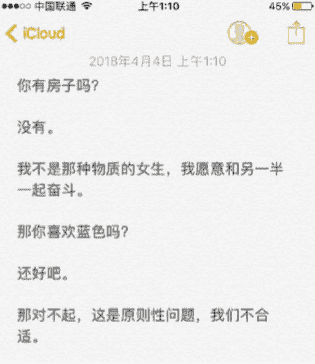 中国联通 上午1:10 45%
iCloud
2018年4月4日 上午1:10
你有房子吗?
没有。
我不是那种物质的女生，我愿意和另一半
一起奋斗。
那你喜欢蓝色吗?
还好吧。
那对不起，这是原则性问题，我们不合
适。